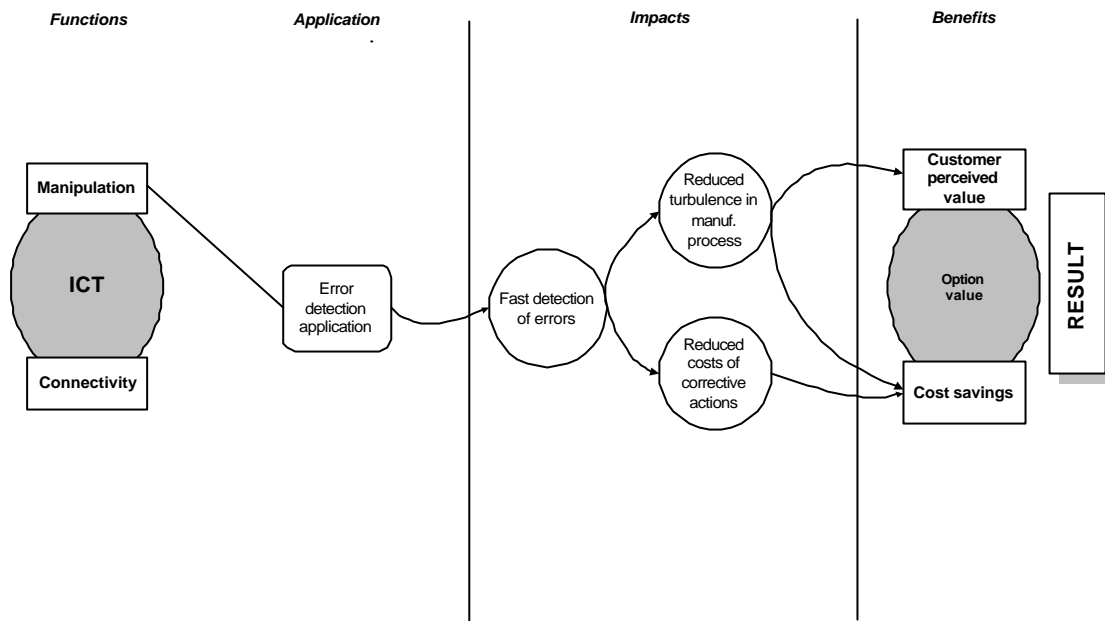 Functions
Application
Impacts
Benefits
.
Manipulation
ICT
Connectivity
Error
detection
application
Fast detection
of errors
Reduced
turbulence in
manuf.
process
Reduced
costs of
corrective
actions
Customer
perceived
value
Option
value
Cost savings
RESULT